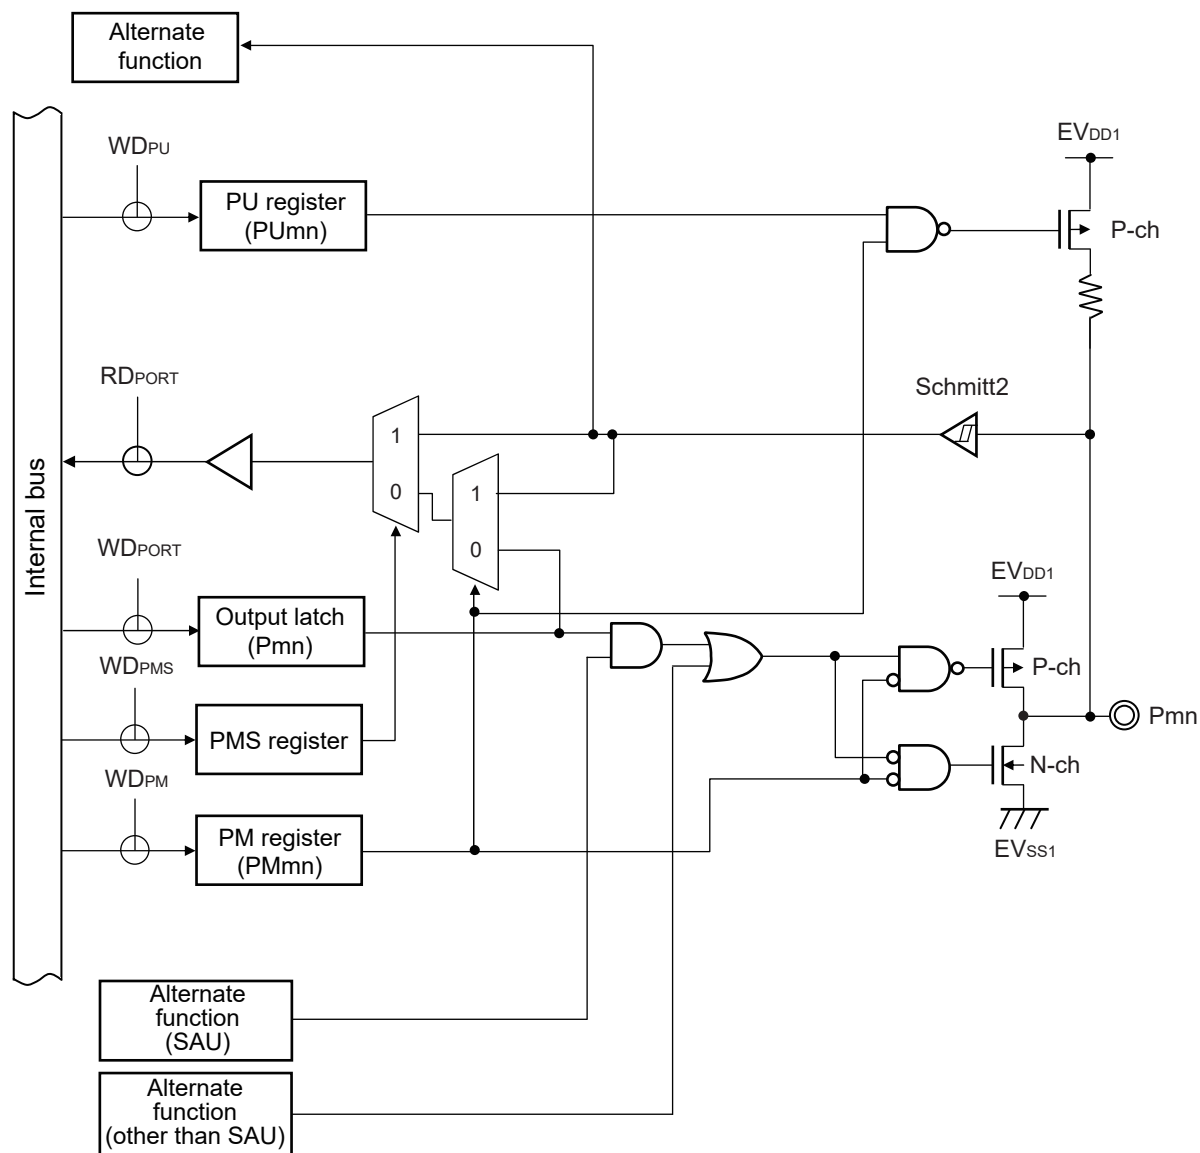 Alternate
function
WDPU
EVDD1
PU register
(PUmn)
P-ch
RDPORT
Schmitt2
1
0
1
0
Internal bus
WDPORT
EVDD1
Output latch
(Pmn)
WDPMS
P-ch
Pmn
PMS register
N-ch
WDPM
PM register
(PMmn)
EVSS1
Alternate
function
(SAU)
Alternate
function
(other than SAU)